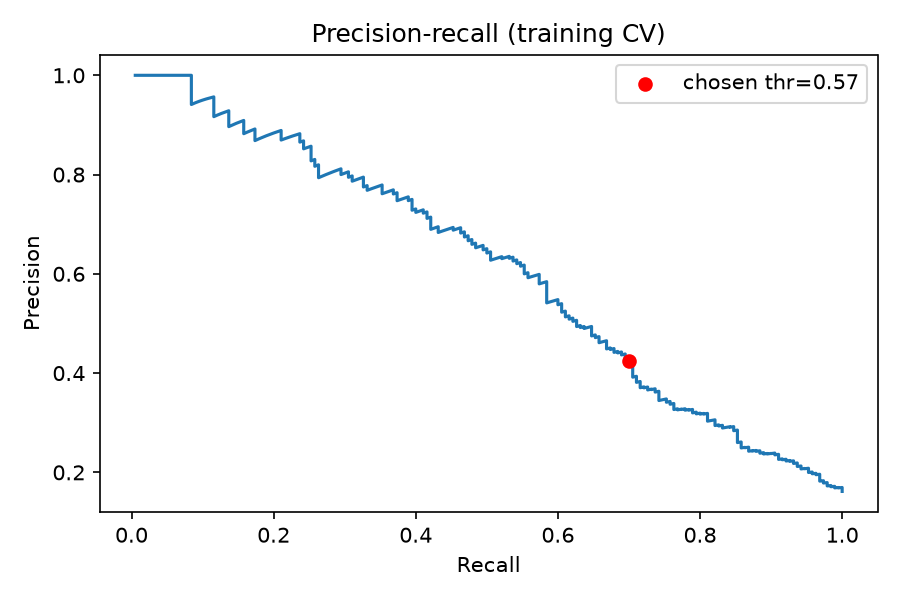 Precision-recall (training CV)
chosen thr=0.57
Precision
1.0
0.8
0.6
0.4
0.2
0.0 0.2 0.4 0.6 0.8 1.0
Recall